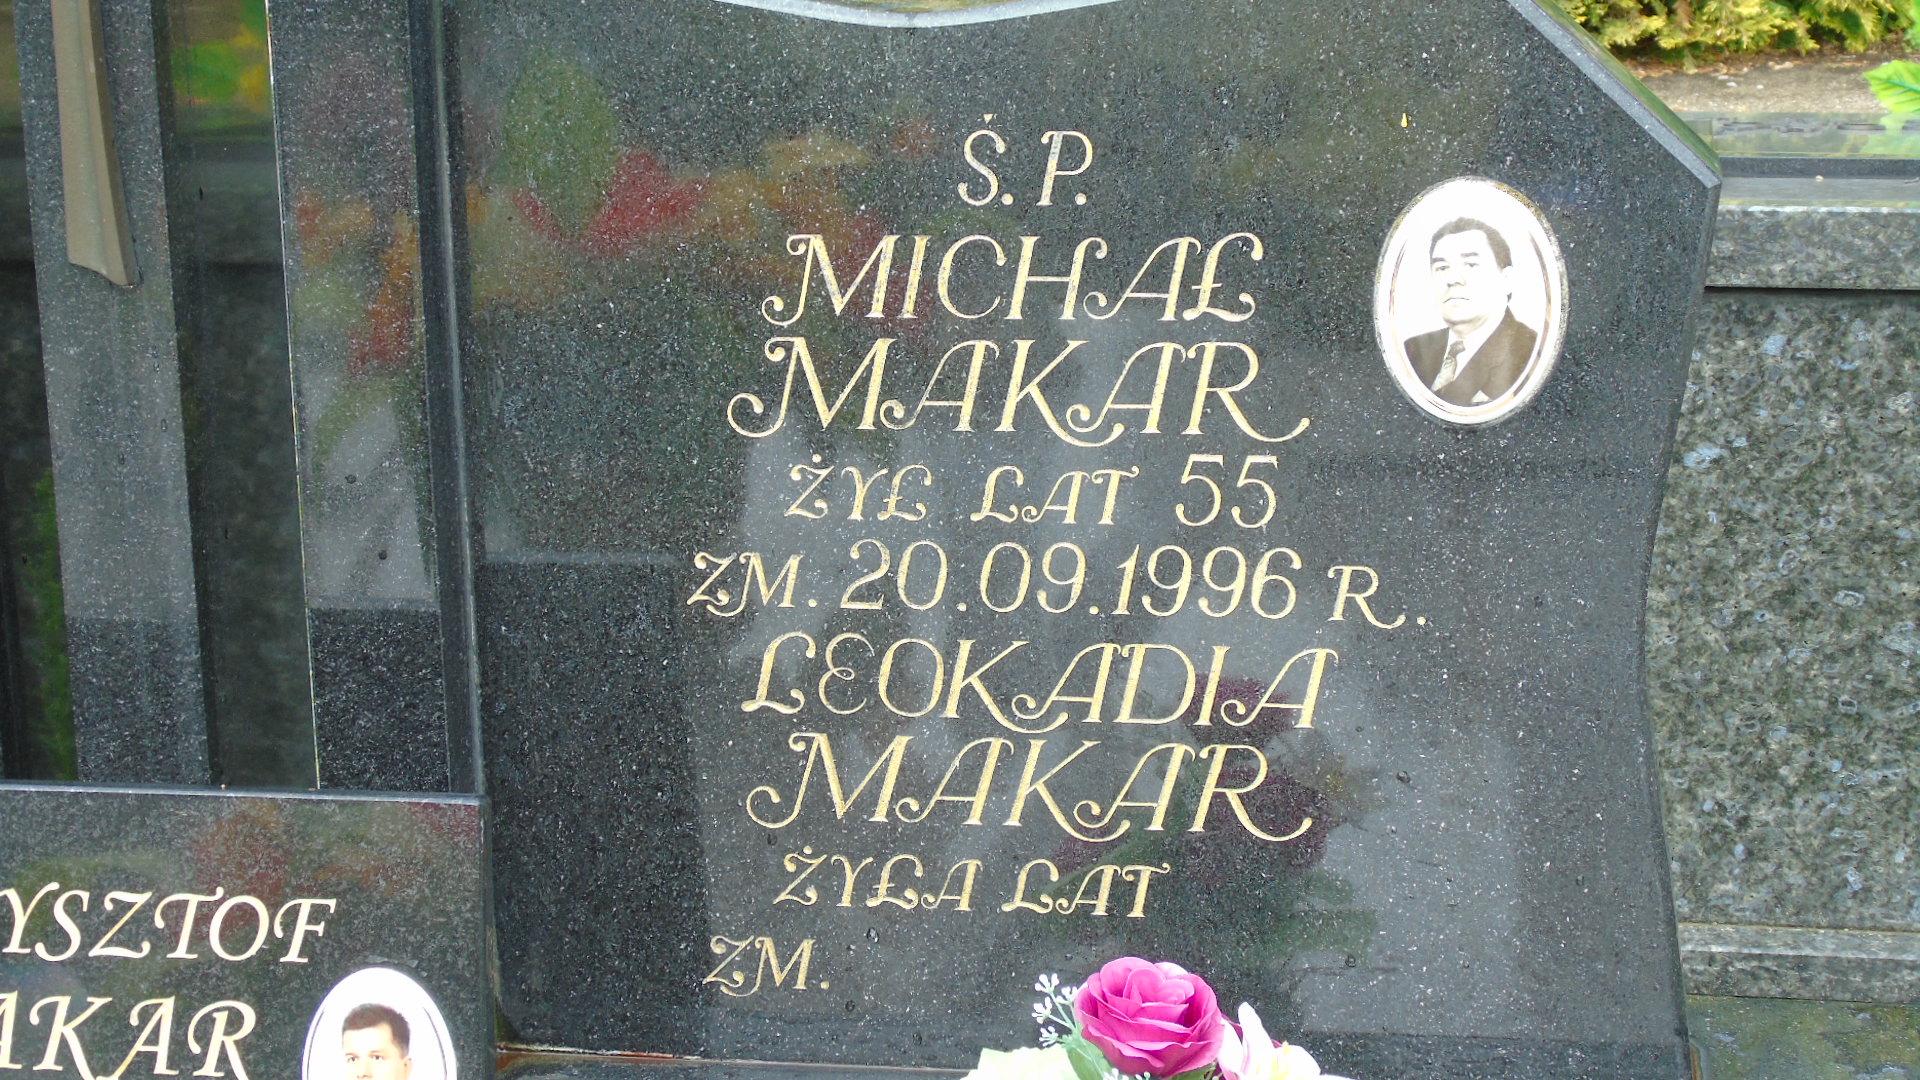 Ś. P.
MICHAŁ
MAKAR
ŻYŁ LAT 55
ZM. 20.09.1996 R.
LEOKADIA
MAKAR
ŻYŁA LAT
ZM.
YSZTOF
AKAR